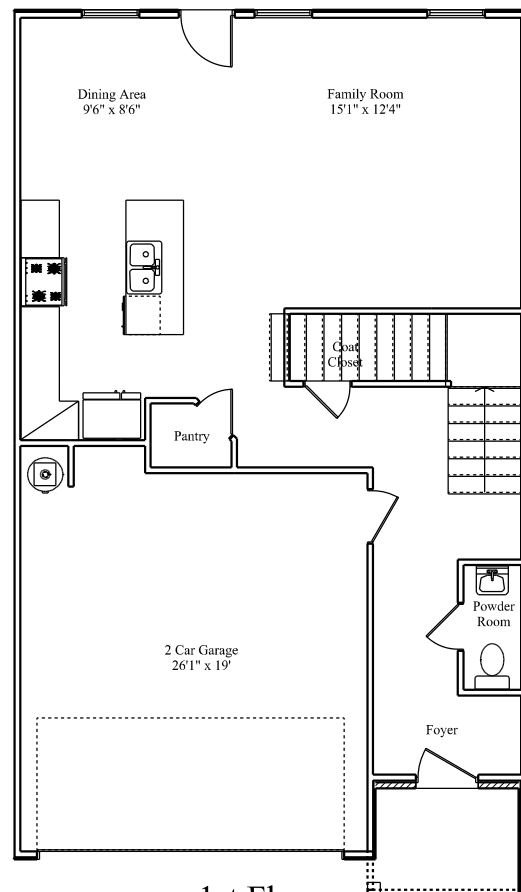 Dining Area
9'6" x 8'6"
Family Room
15'1" x 12'4"
Coat
Closet
Pantry
Powder
Room
2 Car Garage
26'1" x 19'
Foyer